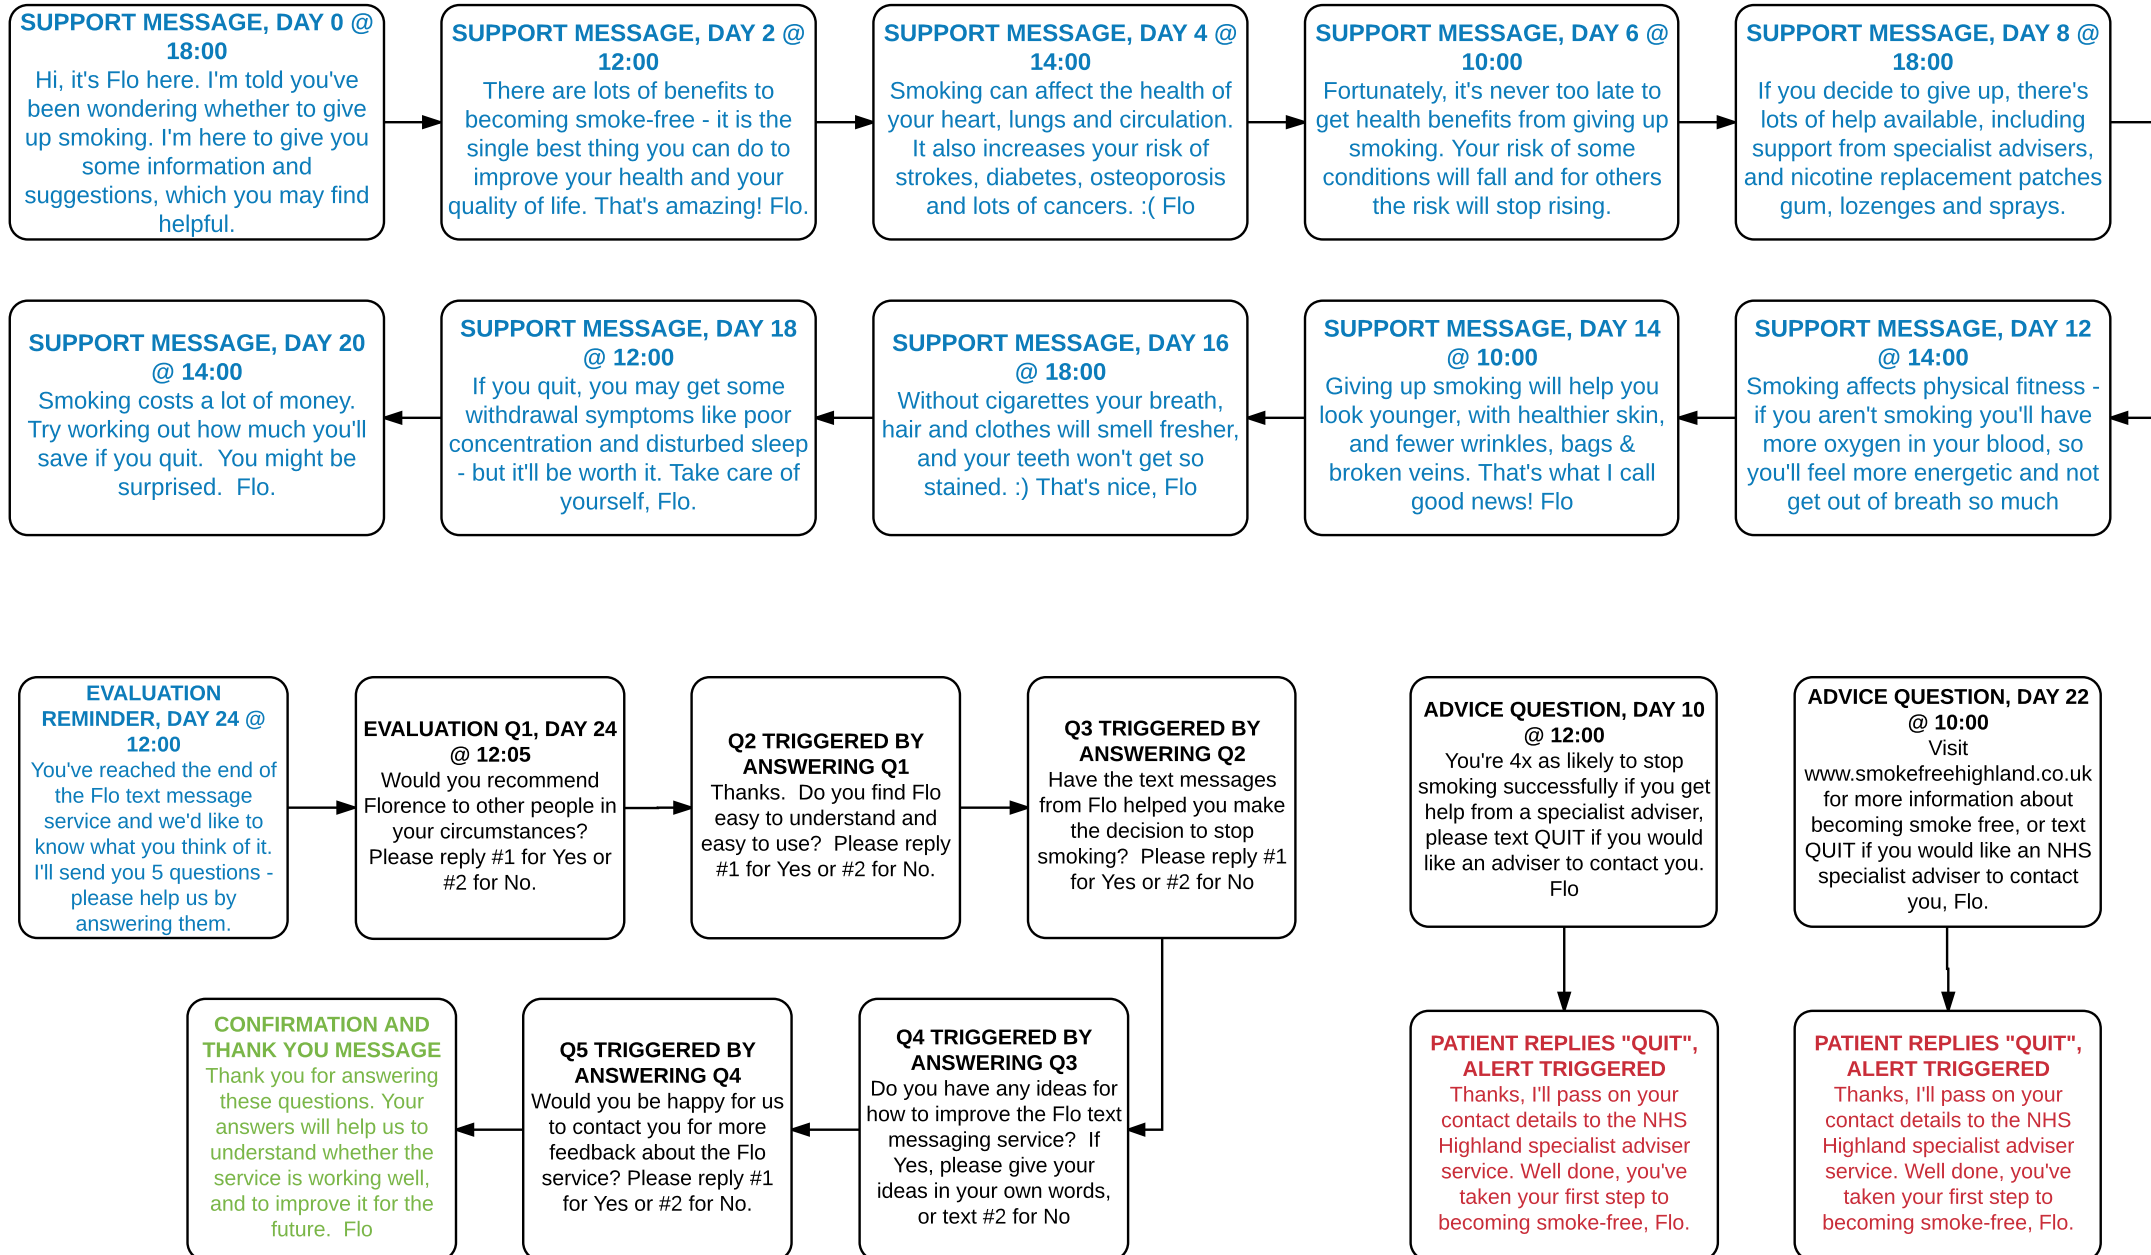 SUPPORT MESSAGE, DAY 0 @
18:00
Hi, it's Flo here. I'm told you've
been wondering whether to give
up smoking. I'm here to give you
some information and
suggestions, which you may find
helpful.
SUPPORT MESSAGE, DAY 2 @
12:00
There are lots of benefits to
becoming smoke-free - it is the
single best thing you can do to
improve your health and your
quality of life. That's amazing! Flo.
SUPPORT MESSAGE, DAY 4 @
14:00
Smoking can affect the health of
your heart, lungs and circulation.
It also increases your risk of
strokes, diabetes, osteoporosis
and lots of cancers. :( Flo
SUPPORT MESSAGE, DAY 6 @
10:00
Fortunately, it's never too late to
get health benefits from giving up
smoking. Your risk of some
conditions will fall and for others
the risk will stop rising.
SUPPORT MESSAGE, DAY 8 @
18:00
If you decide to give up, there's
lots of help available, including
support from specialist advisers,
and nicotine replacement patches
gum, lozenges and sprays.
SUPPORT MESSAGE, DAY 20
@ 14:00
Smoking costs a lot of money.
Try working out how much you'll
save if you quit.  You might be
surprised.  Flo.
SUPPORT MESSAGE, DAY 18
@ 12:00
If you quit, you may get some
withdrawal symptoms like poor
concentration and disturbed sleep
- but it'll be worth it. Take care of
yourself, Flo.
SUPPORT MESSAGE, DAY 16
@ 18:00
Without cigarettes your breath,
hair and clothes will smell fresher,
and your teeth won't get so
stained. :) That's nice, Flo
SUPPORT MESSAGE, DAY 14
@ 10:00
Giving up smoking will help you
look younger, with healthier skin,
and fewer wrinkles, bags &
broken veins. That's what I call
good news! Flo
SUPPORT MESSAGE, DAY 12
@ 14:00
Smoking affects physical fitness -
if you aren't smoking you'll have
more oxygen in your blood, so
you'll feel more energetic and not
get out of breath so much
EVALUATION
REMINDER, DAY 24 @
12:00
You've reached the end of
the Flo text message
service and we'd like to
know what you think of it.
I'll send you 5 questions -
please help us by
answering them.
EVALUATION Q1, DAY 24
@ 12:05
Would you recommend
Florence to other people in
your circumstances?
Please reply #1 for Yes or
#2 for No.
Q2 TRIGGERED BY
ANSWERING Q1
Thanks.  Do you find Flo
easy to understand and
easy to use?  Please reply
#1 for Yes or #2 for No.
Q3 TRIGGERED BY
ANSWERING Q2
Have the text messages
from Flo helped you make
the decision to stop
smoking?  Please reply #1
for Yes or #2 for No
ADVICE QUESTION, DAY 10
@ 12:00
You're 4x as likely to stop
smoking successfully if you get
help from a specialist adviser,
please text QUIT if you would
like an adviser to contact you.
Flo
ADVICE QUESTION, DAY 22
@ 10:00
Visit
www.smokefreehighland.co.uk
for more information about
becoming smoke free, or text
QUIT if you would like an NHS
specialist adviser to contact
you, Flo.
CONFIRMATION AND
THANK YOU MESSAGE
Thank you for answering
these questions. Your
answers will help us to
understand whether the
service is working well,
and to improve it for the
future.  Flo
Q5 TRIGGERED BY
ANSWERING Q4
Would you be happy for us
to contact you for more
feedback about the Flo
service? Please reply #1
for Yes or #2 for No.
Q4 TRIGGERED BY
ANSWERING Q3
Do you have any ideas for
how to improve the Flo text
messaging service?  If
Yes, please give your
ideas in your own words,
or text #2 for No
PATIENT REPLIES "QUIT",
ALERT TRIGGERED
Thanks, I'll pass on your
contact details to the NHS
Highland specialist adviser
service. Well done, you've
taken your first step to
becoming smoke-free, Flo.
PATIENT REPLIES "QUIT",
ALERT TRIGGERED
Thanks, I'll pass on your
contact details to the NHS
Highland specialist adviser
service. Well done, you've
taken your first step to
becoming smoke-free, Flo.